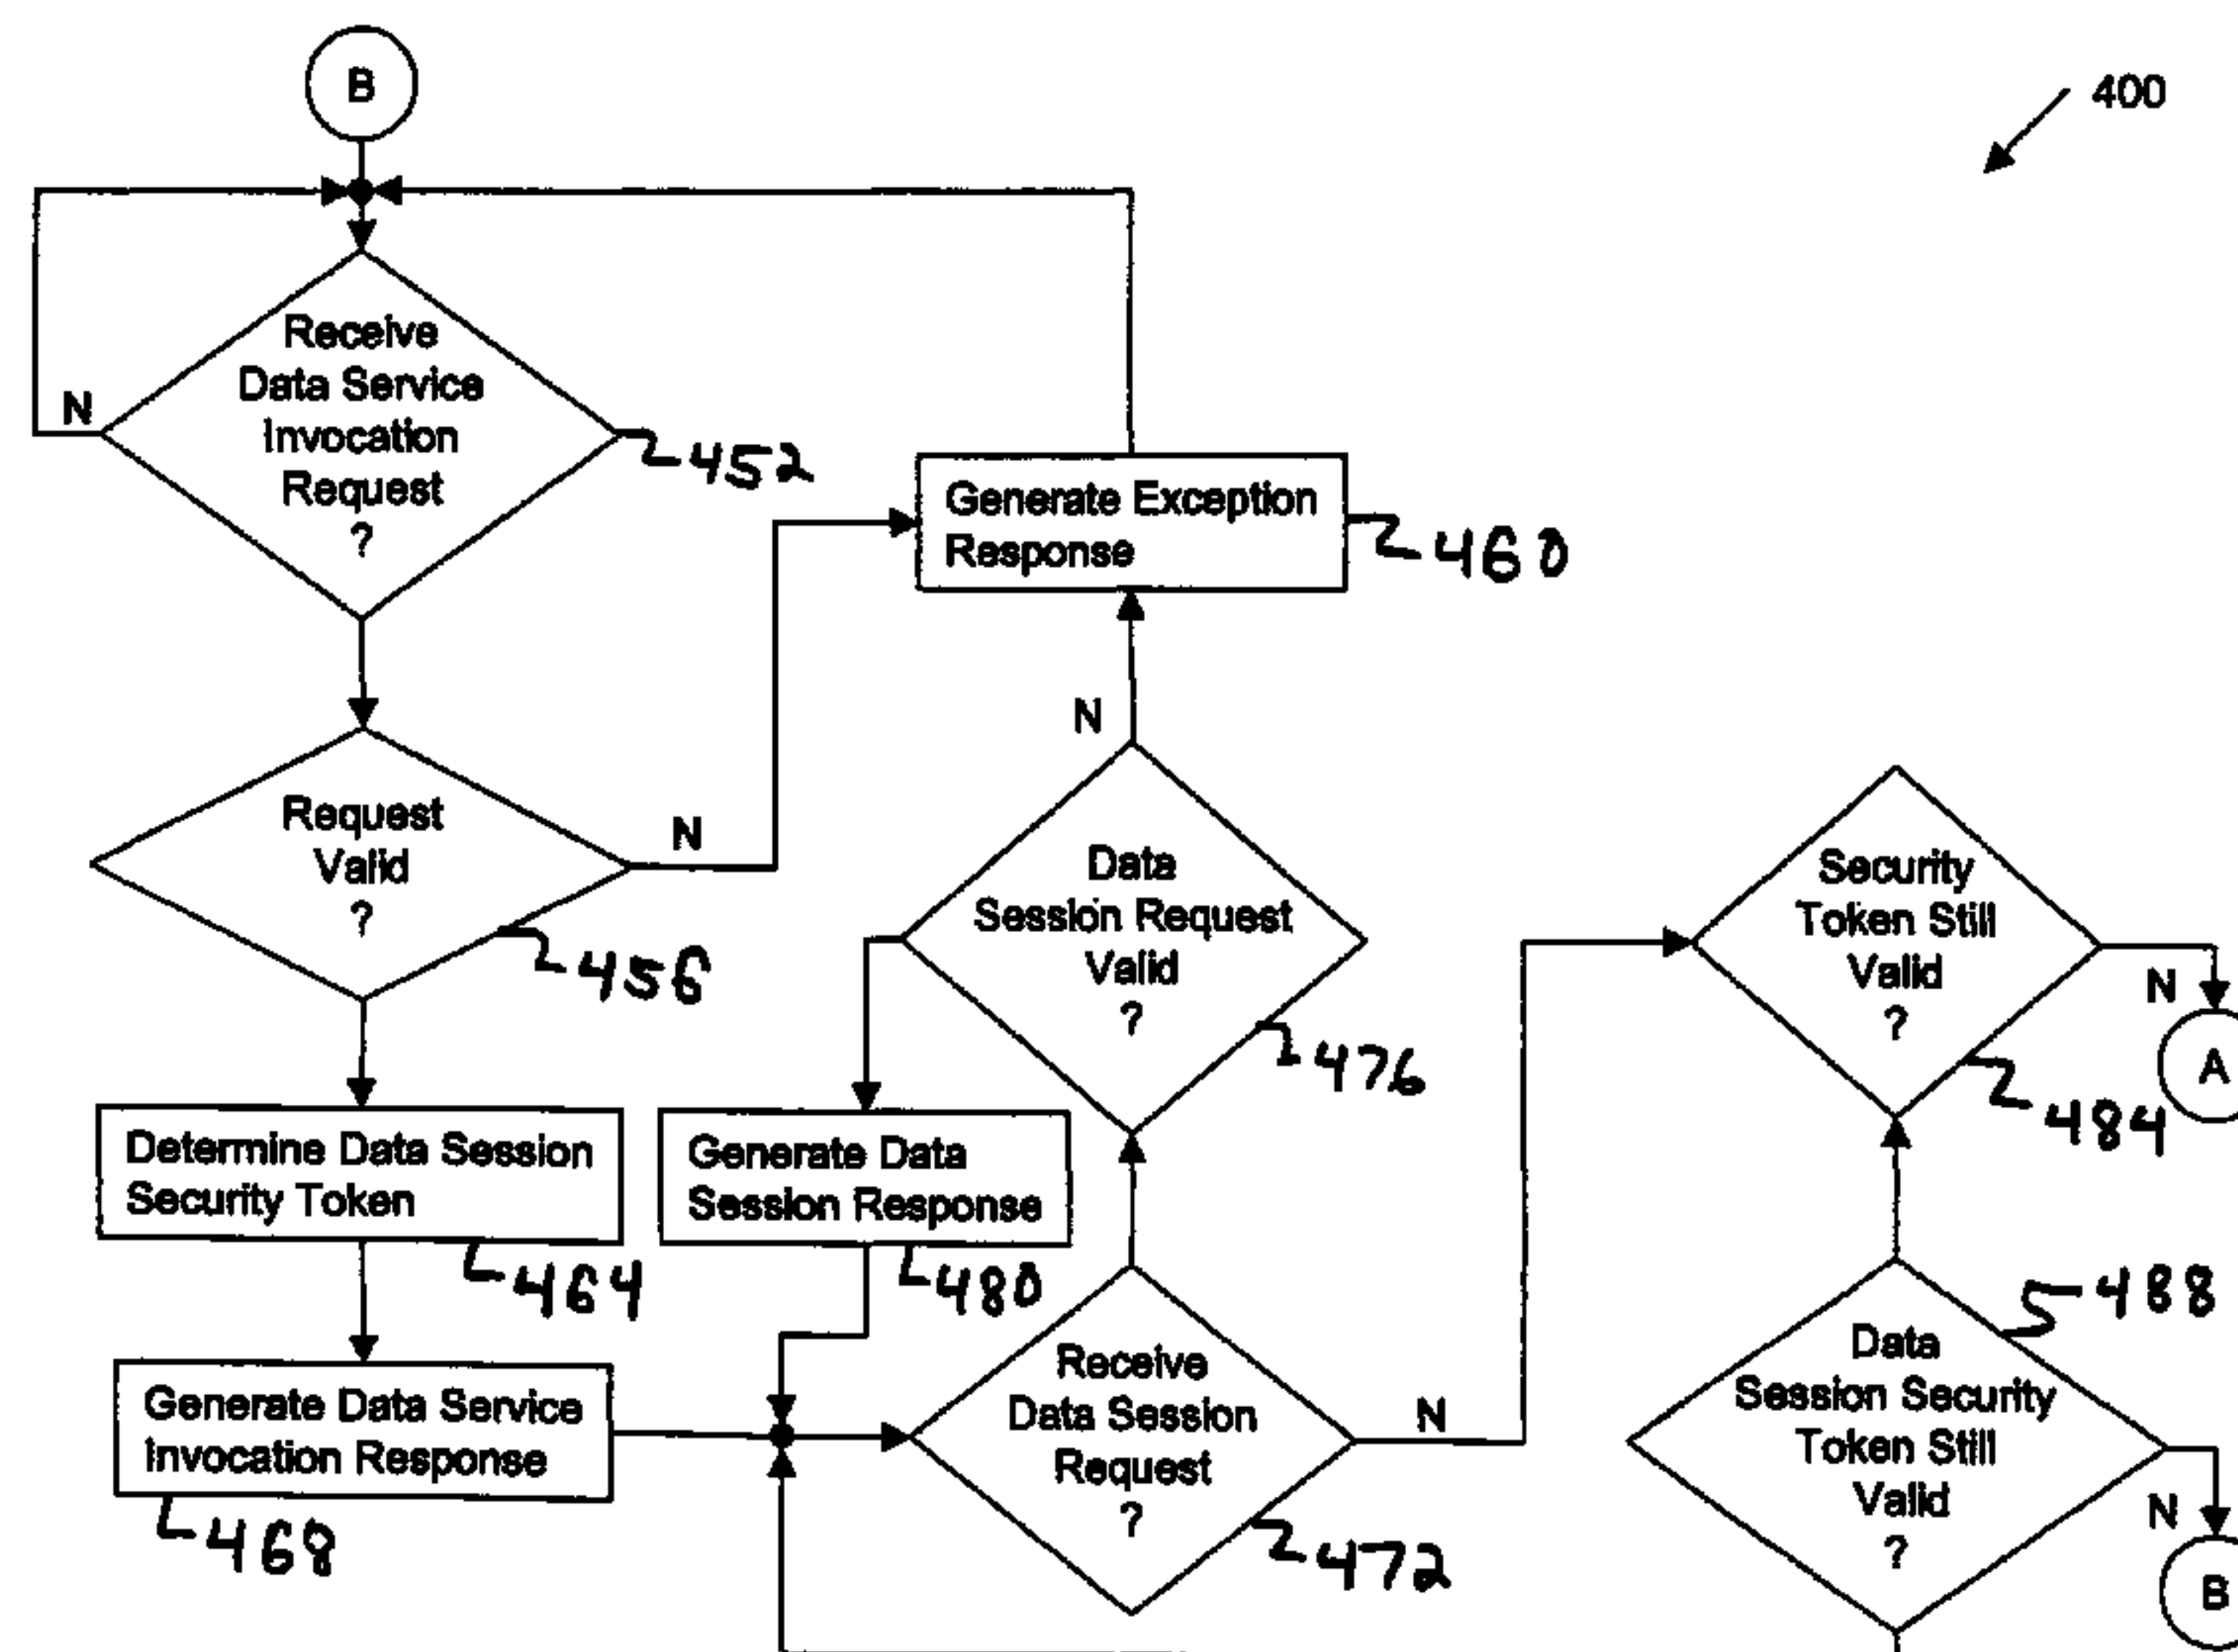 B
400
Receive
Data Service
Invocation
Request
?
N
452
Generate Exception
Response
460
Request
Valid
?
N
456
N
Data
Session Request
Valid
?
476
Security
Token Still
Valid
?
N
A
484
Determine Data Session
Security Token
464
Generate Data
Session Response
480
Generate Data Service
Invocation Response
468
Receive
Data Session
Request
?
N
472
488
Data
Session Security
Token Still
Valid
?
N
B